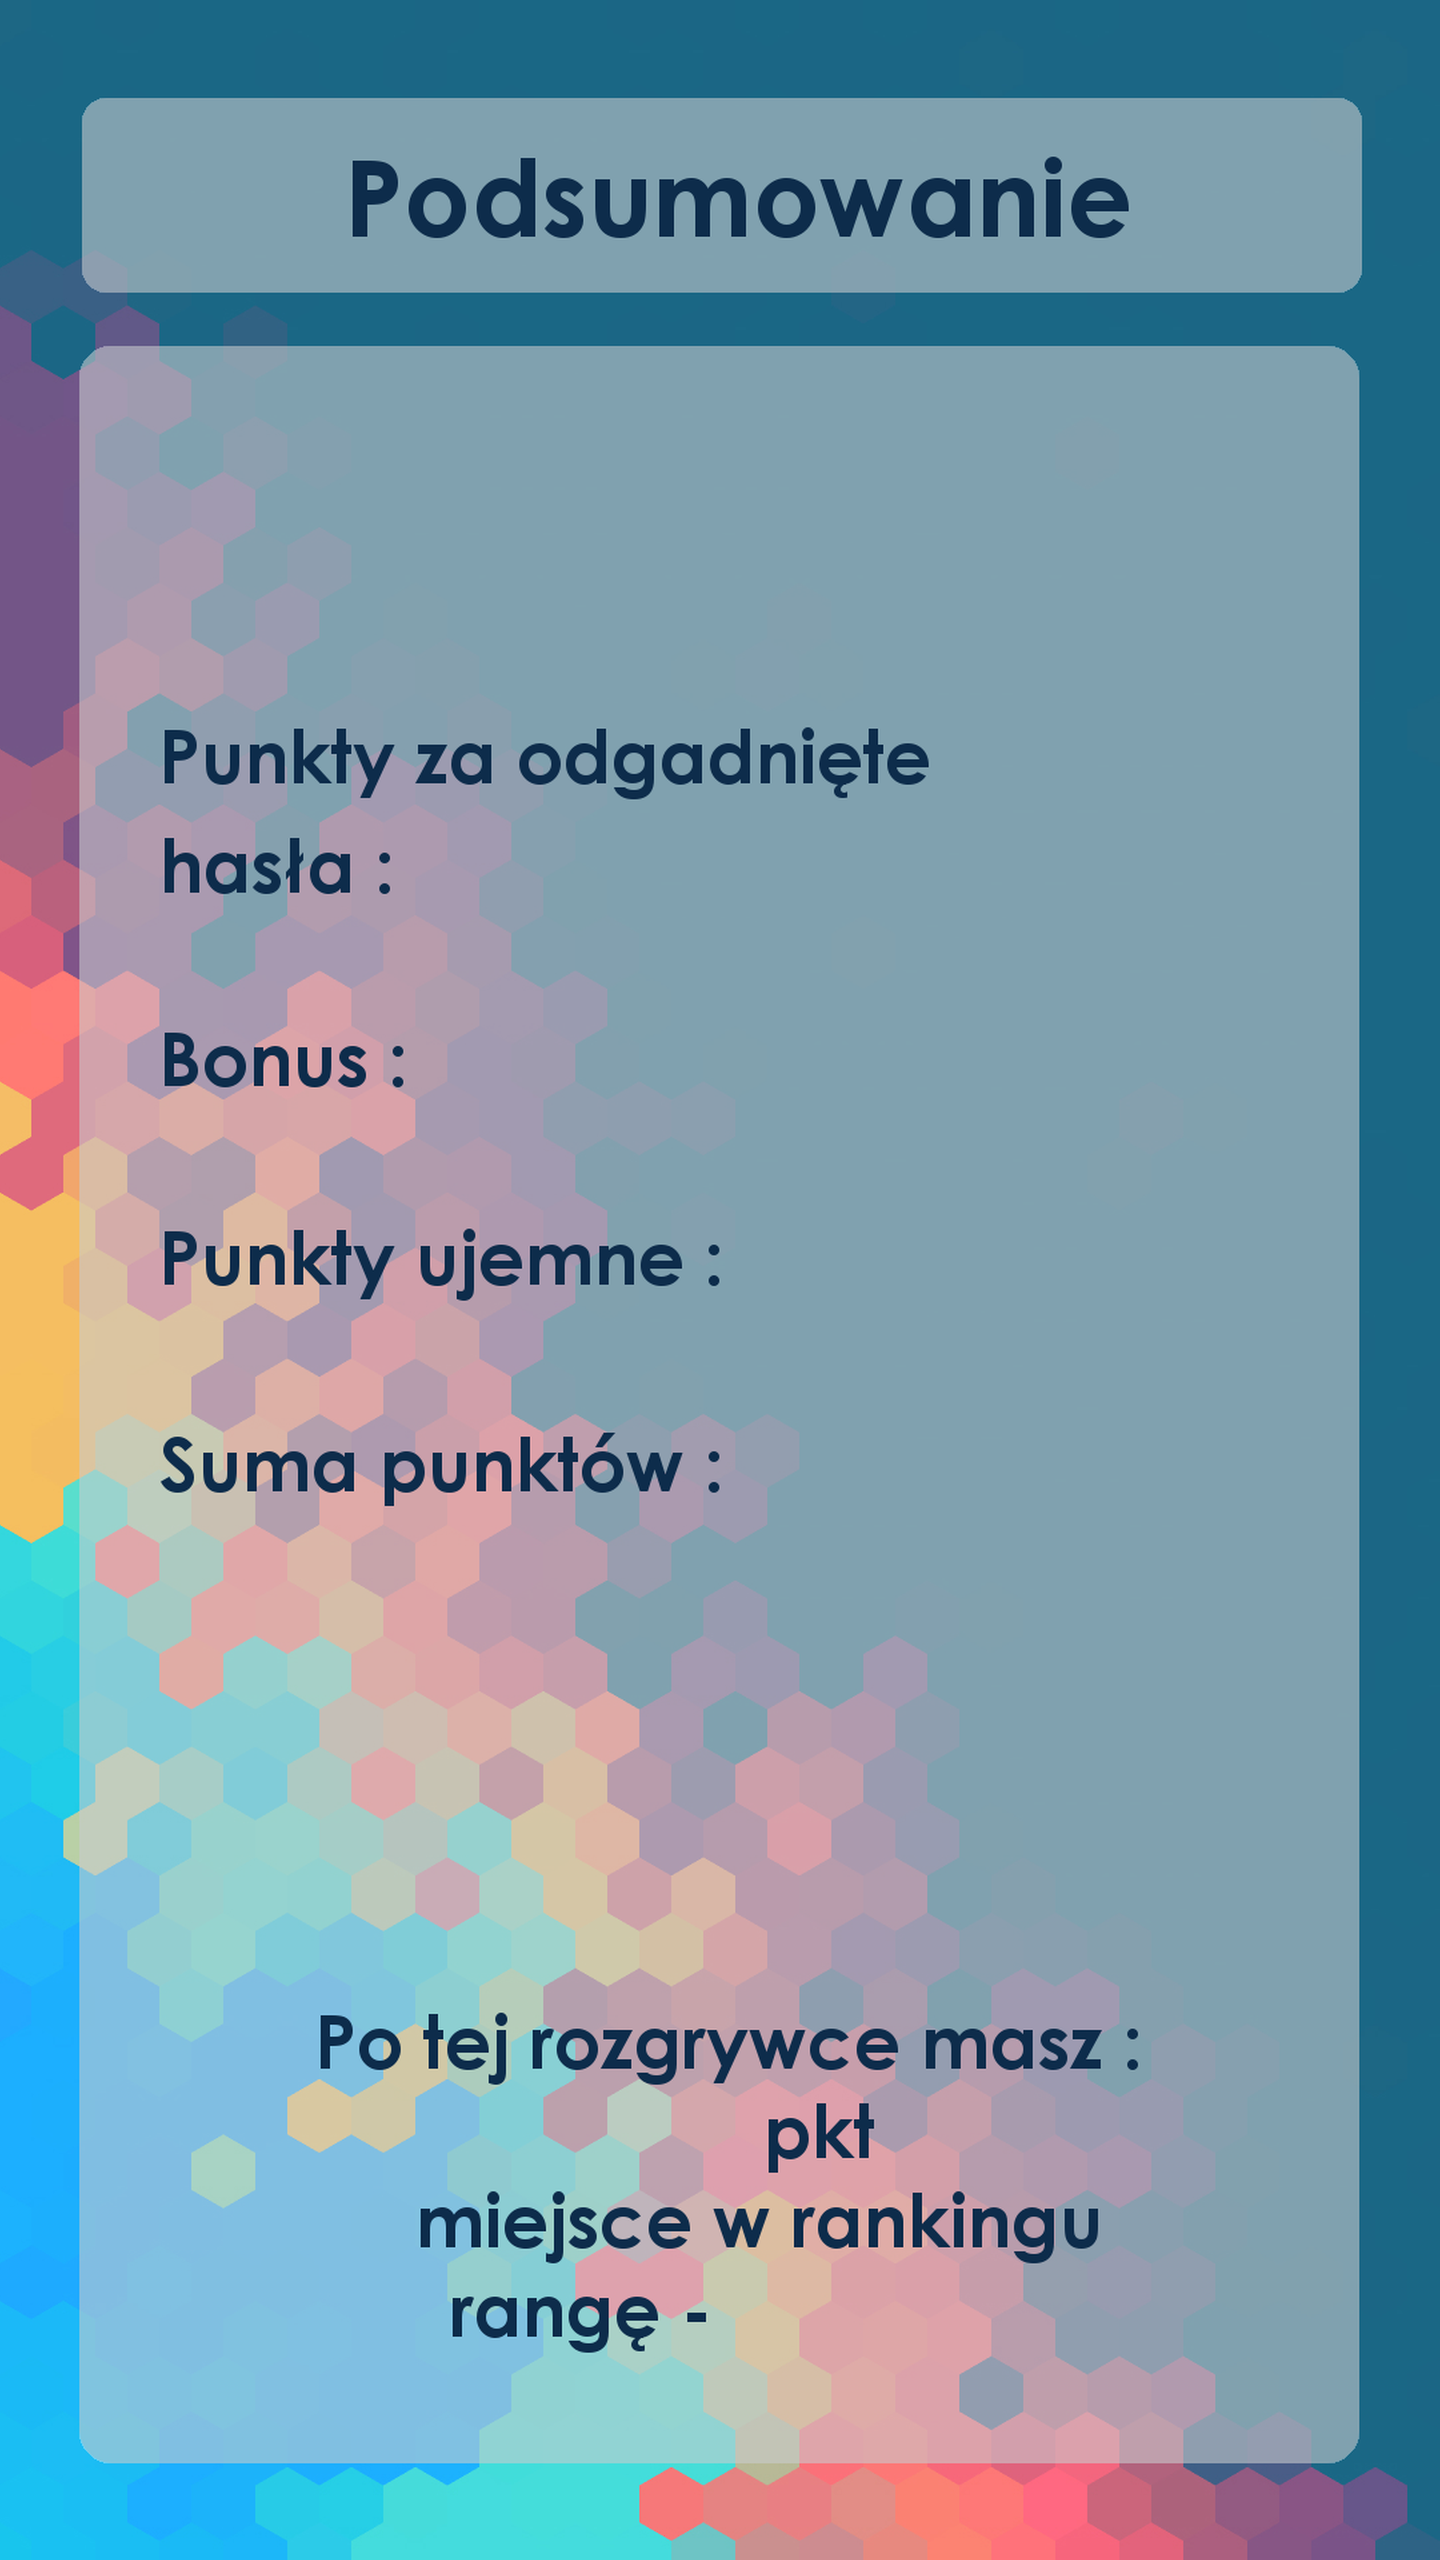 Podsumowanie
Punkty za odgadnięte
hasła :
Bonus :
Punkty ujemne :
Suma punktów :
Po tej rozgrywce masz :
pkt
miejsce w rankingu
rangę -